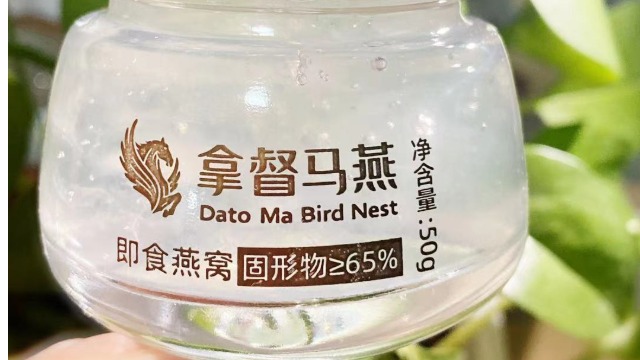 拿督马燕
Dato Ma Bird Nest
即食燕窝 固形物≥65%
净含量:50g